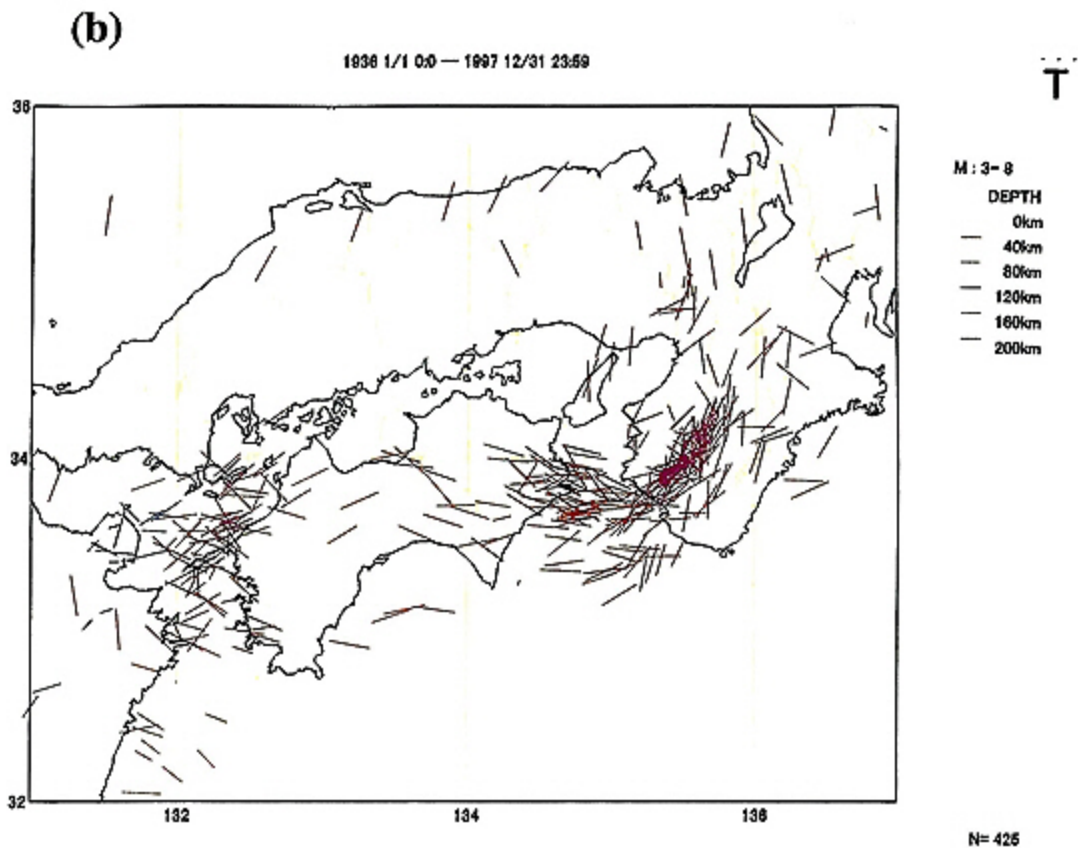 (b)
1936 1/1 0:0 — 1997 12/31 23:59
T
36
34
32
132
134
136
M : 3- 8
DEPTH
0km
40km
80km
120km
160km
200km
N= 425